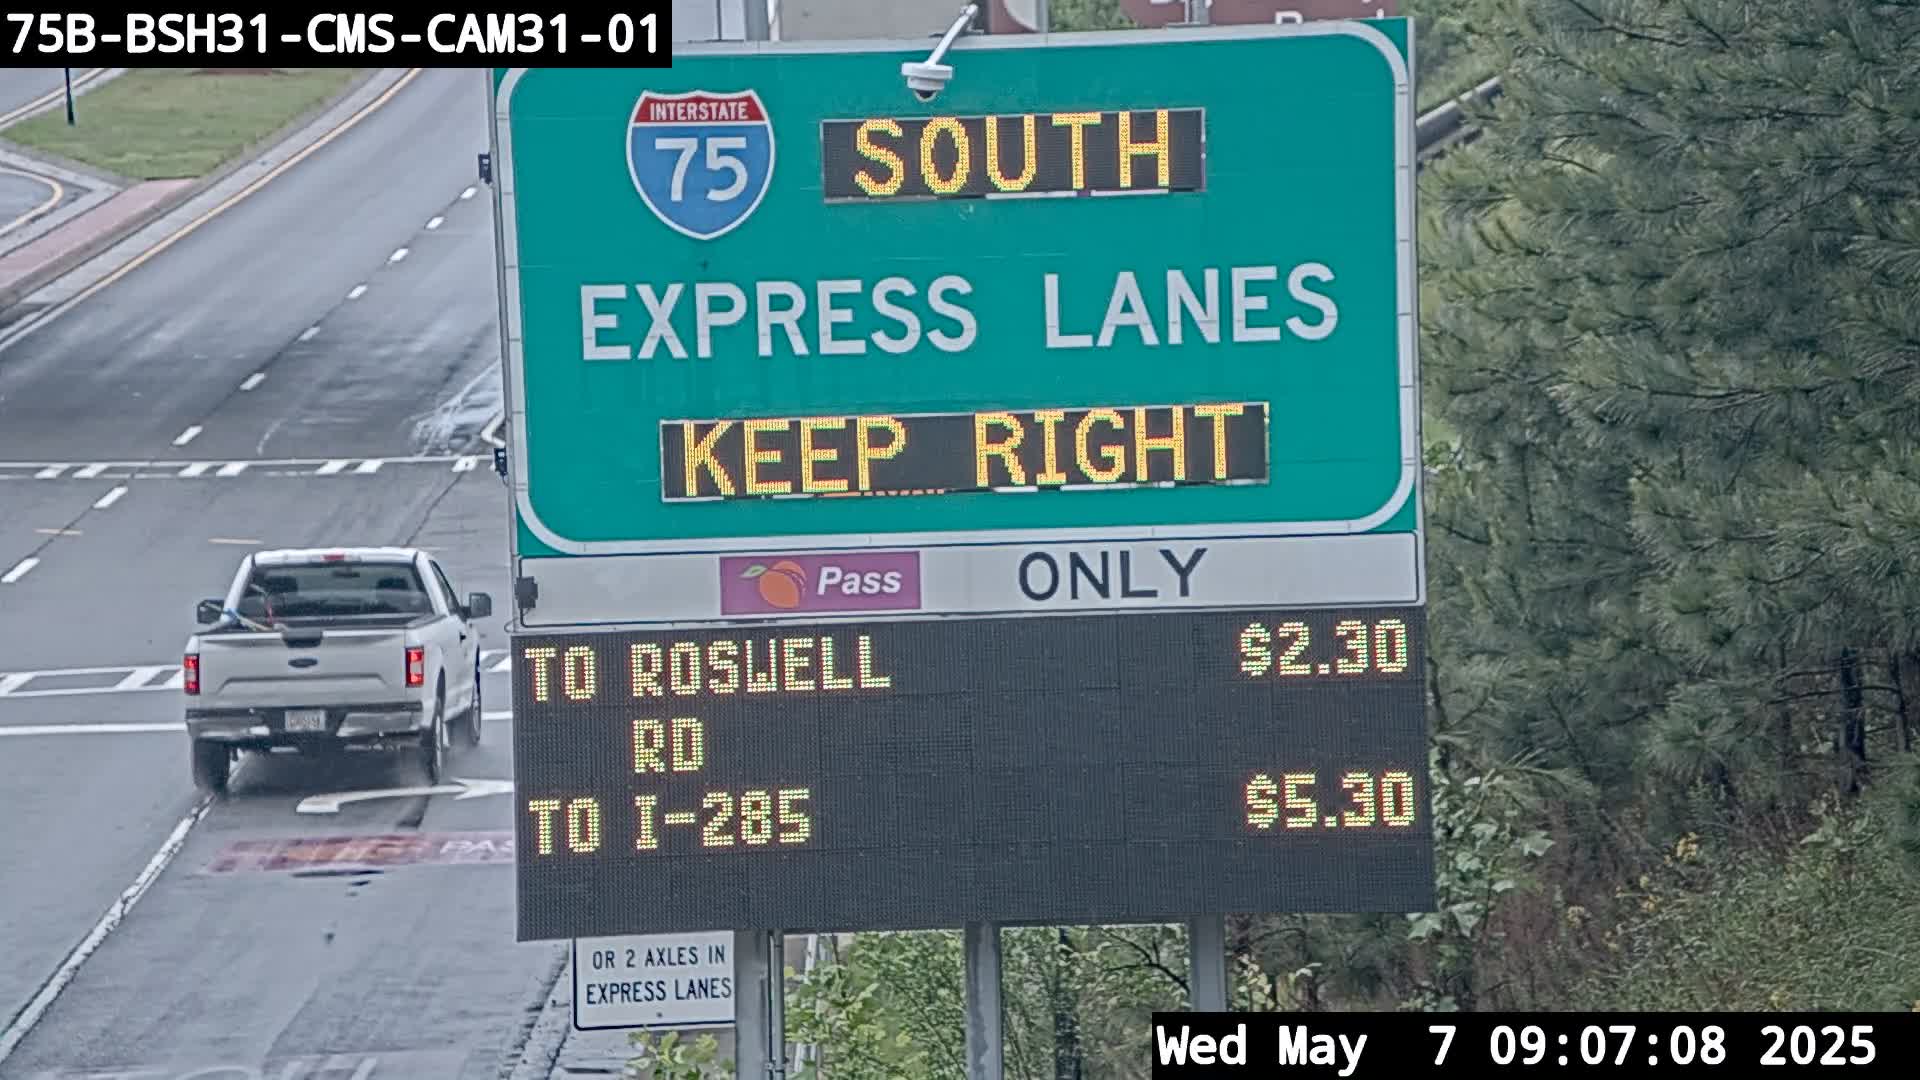 75B-BSH31-CMS-CAM31-01
INTERSTATE
75
SOUTH
EXPRESS LANES
KEEP RIGHT
Pass ONLY
TO ROSWELL $2.30
RD
TO I-285 $5.30
OR 2 AXLES IN
EXPRESS LANES
Wed May 7 09:07:08 2025